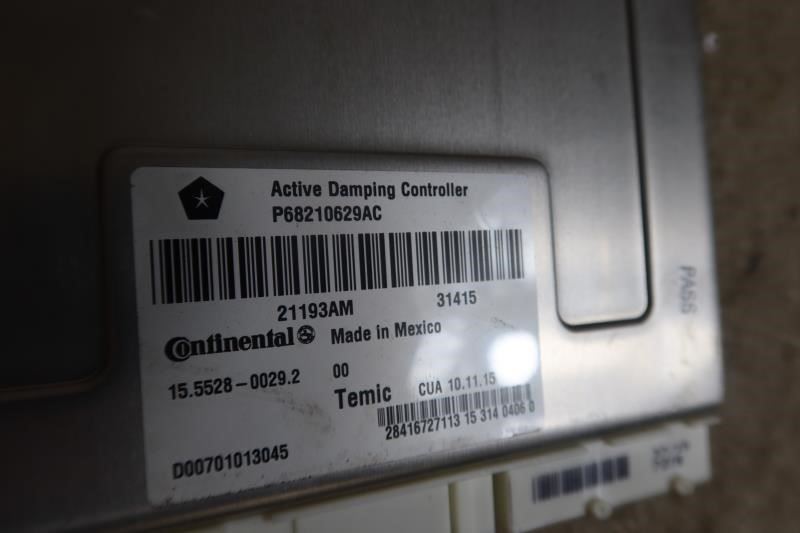 Active Damping Controller
P68210629AC
21193AM 31415
Continental Made in Mexico
15.5528-0029.2 00
Temic CUA 10.11.15
28416727113 15 314 0406 0
D00701013045
PASS